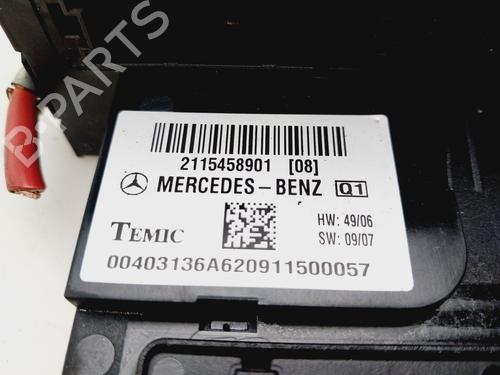 B-PARTS
2115458901 [08]
MERCEDES-BENZ Q1
HW: 49/06
TEMIC SW: 09/07
00403136A620911500057